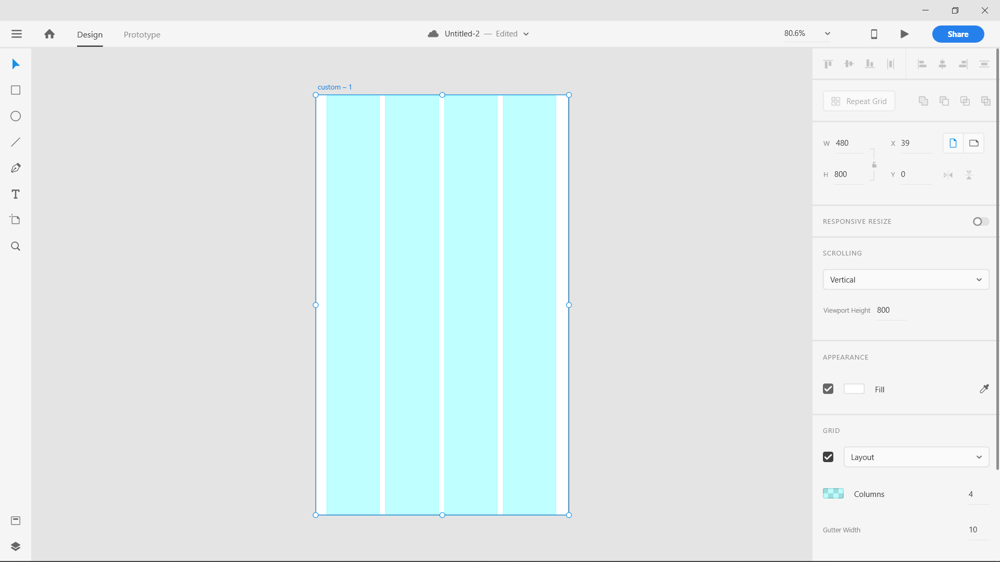 Design
Prototype
Untitled-2 — Edited
80.6%
Share
custom – 1
Repeat Grid
W 480
X 39
H 800
Y 0
RESPONSIVE RESIZE
SCROLLING
Vertical
Viewport Height 800
APPEARANCE
Fill
GRID
Layout
Columns 4
Gutter Width 10